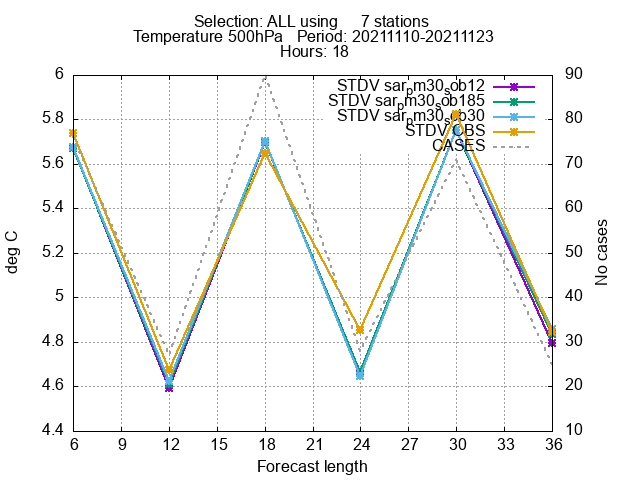 Selection: ALL using 7 stations
Temperature 500hPa Period: 20211110-20211123
Hours: 18
STDV sarpm30sob12
STDV sarpm30sob185
STDV sarpm30sob30
STDV OBS
CASES
6
5.8
5.6
5.4
5.2
5
4.8
4.6
4.4
deg C
90
80
70
60
50
40
30
20
10
No cases
6 9 12 15 18 21 24 27 30 33 36
Forecast length